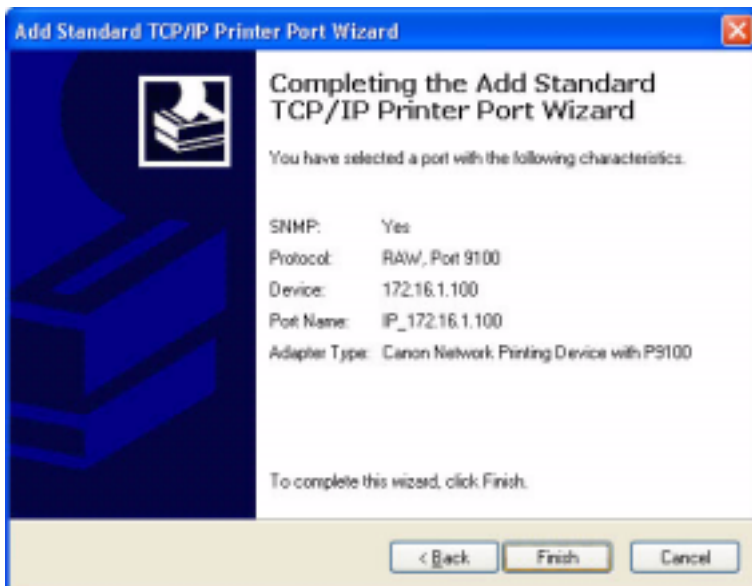 Add Standard TCP/IP Printer Port Wizard
Completing the Add Standard
TCP/IP Printer Port Wizard
You have selected a port with the following characteristics.
SNMP: Yes
Protocol: RAW, Port 9100
Device: 172.16.1.100
Port Name: IP_172.16.1.100
Adapter Type: Canon Network Printing Device with P9100
To complete this wizard, click Finish.
< Back Finish Cancel